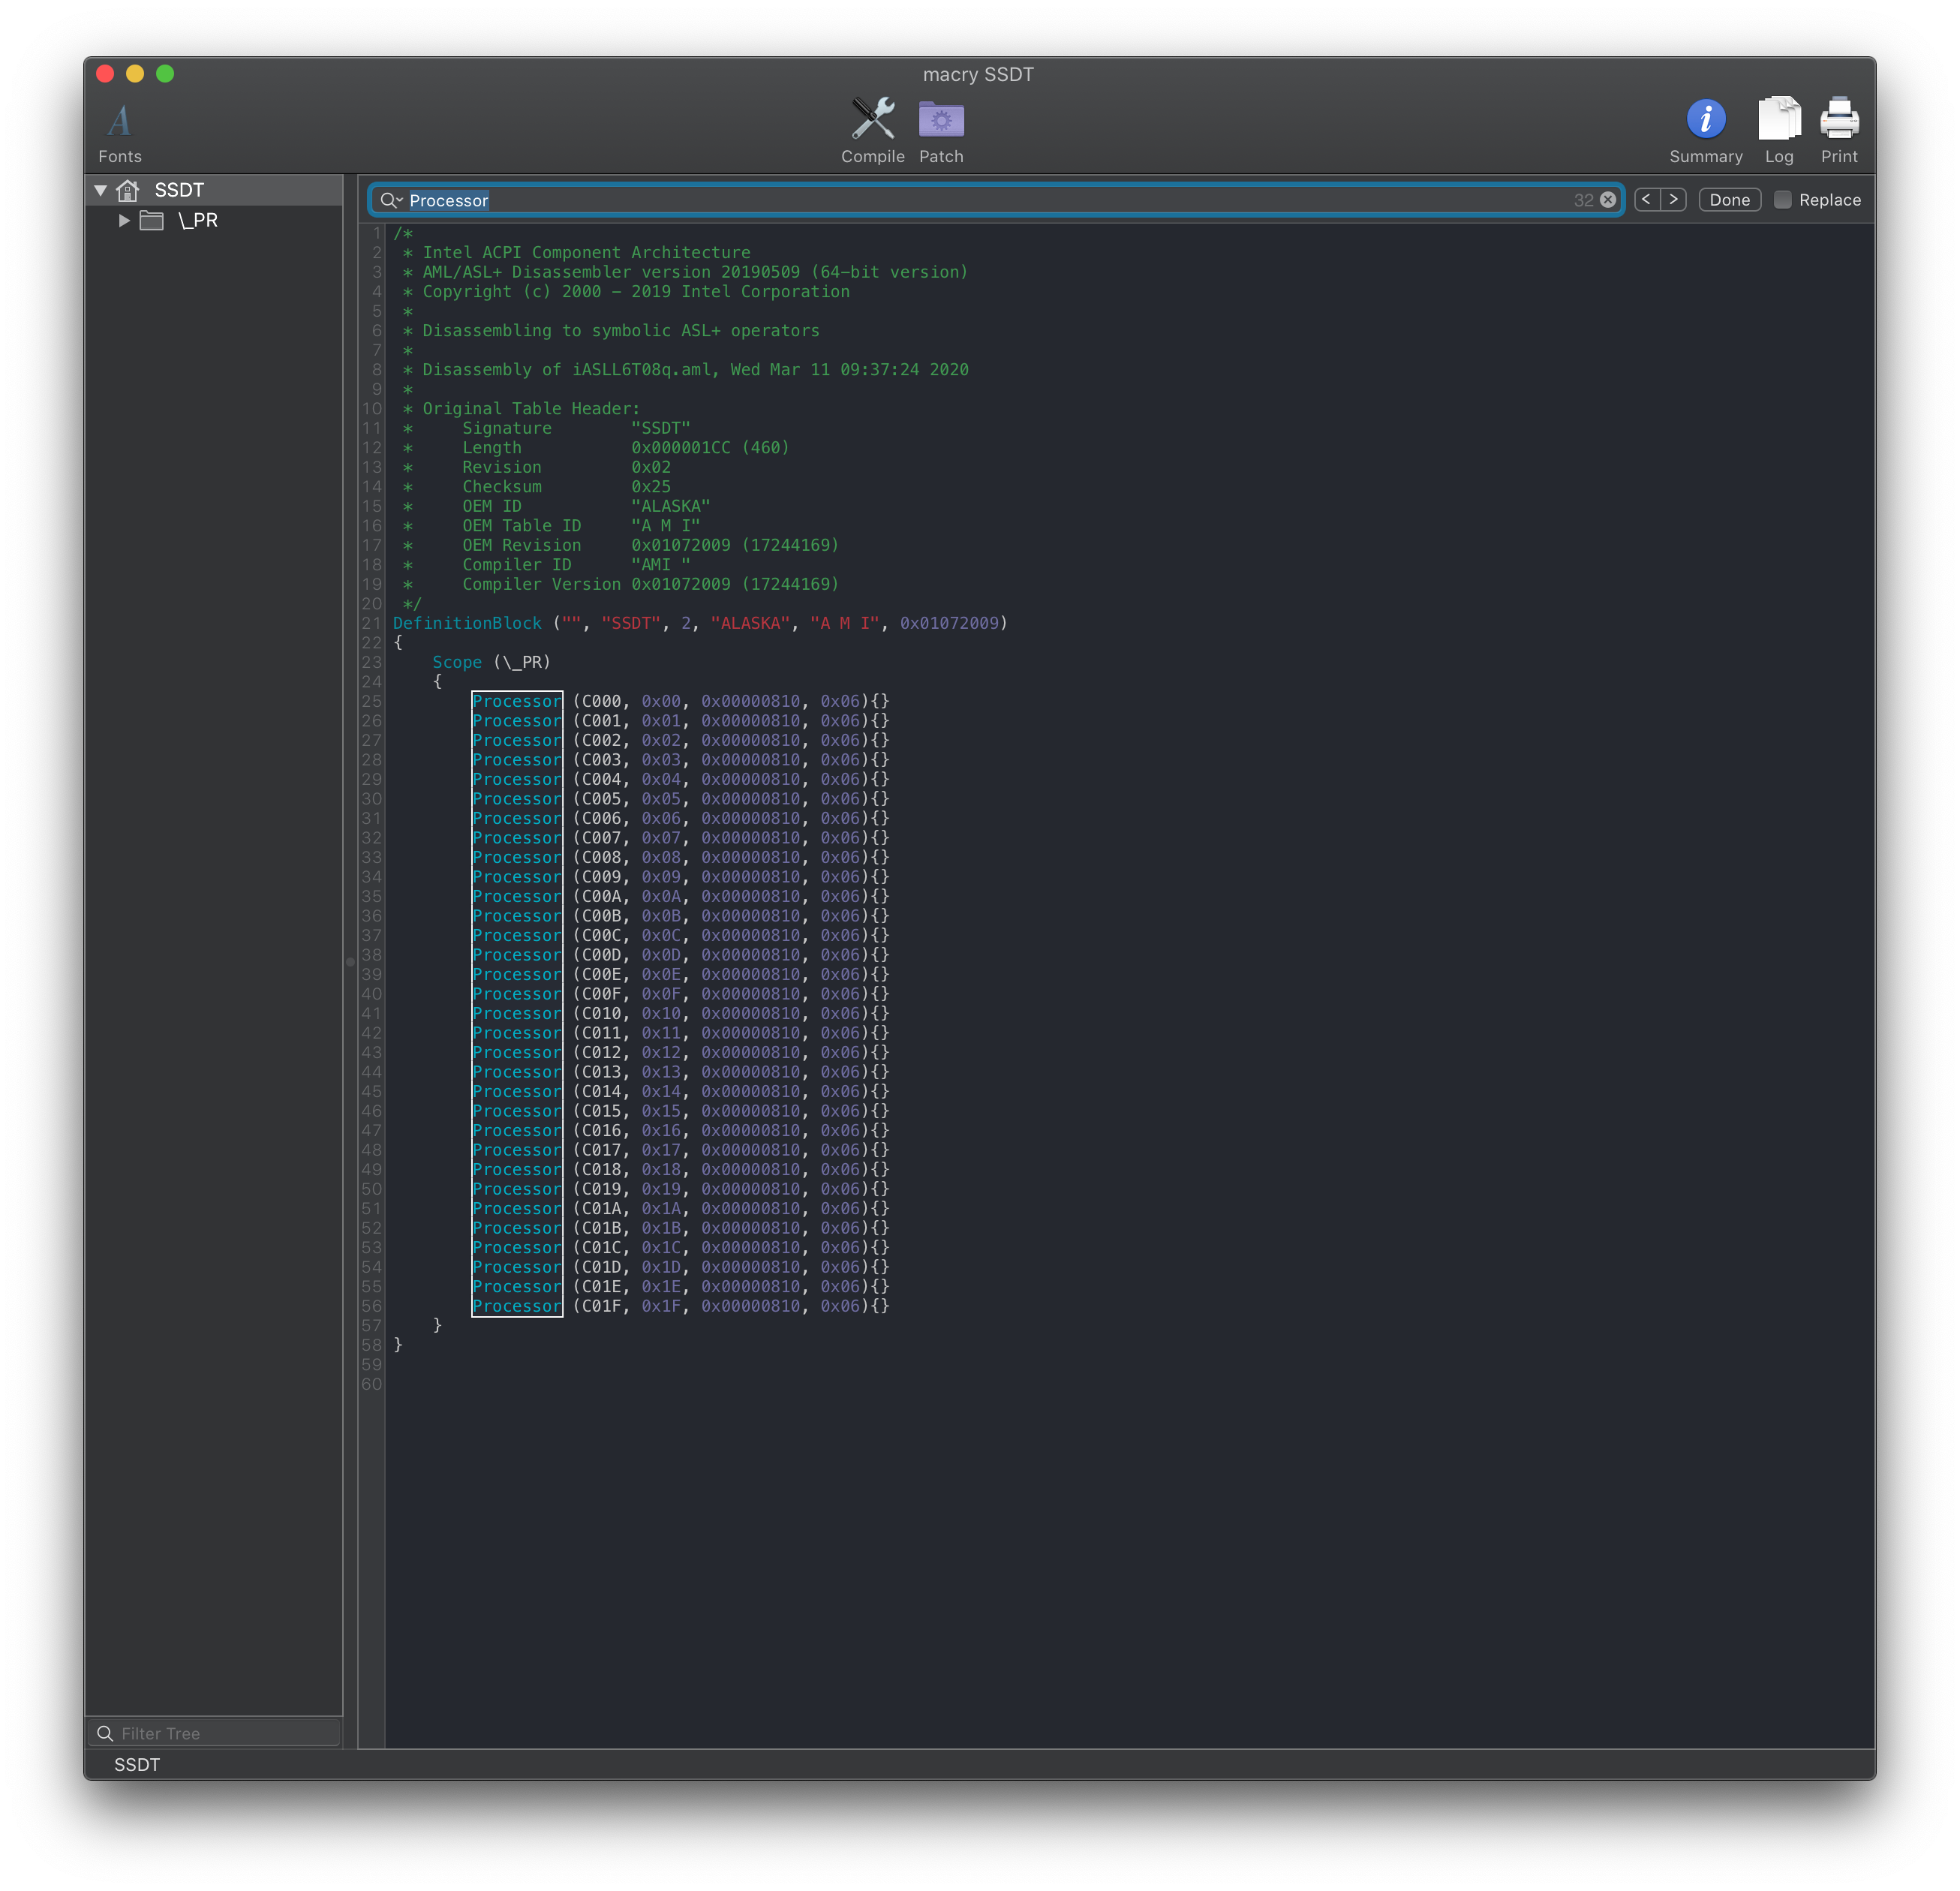 macry SSDT
Fonts
Compile Patch
Summary Log Print
SSDT
\_PR
Processor 32 < > Done Replace
1 /*
2  * Intel ACPI Component Architecture
3  * AML/ASL+ Disassembler version 20190509 (64-bit version)
4  * Copyright (c) 2000 - 2019 Intel Corporation
5  *
6  * Disassembling to symbolic ASL+ operators
7  *
8  * Disassembly of iASLL6T08q.aml, Wed Mar 11 09:37:24 2020
9  *
10  * Original Table Header:
11  *     Signature        "SSDT"
12  *     Length           0x000001CC (460)
13  *     Revision         0x02
14  *     Checksum         0x25
15  *     OEM ID           "ALASKA"
16  *     OEM Table ID     "A M I"
17  *     OEM Revision     0x01072009 (17244169)
18  *     Compiler ID      "AMI "
19  *     Compiler Version 0x01072009 (17244169)
20  */
21 DefinitionBlock ("", "SSDT", 2, "ALASKA", "A M I", 0x01072009)
22 {
23     Scope (\_PR)
24     {
25         Processor (C000, 0x00, 0x00000810, 0x06){}
26         Processor (C001, 0x01, 0x00000810, 0x06){}
27         Processor (C002, 0x02, 0x00000810, 0x06){}
28         Processor (C003, 0x03, 0x00000810, 0x06){}
29         Processor (C004, 0x04, 0x00000810, 0x06){}
30         Processor (C005, 0x05, 0x00000810, 0x06){}
31         Processor (C006, 0x06, 0x00000810, 0x06){}
32         Processor (C007, 0x07, 0x00000810, 0x06){}
33         Processor (C008, 0x08, 0x00000810, 0x06){}
34         Processor (C009, 0x09, 0x00000810, 0x06){}
35         Processor (C00A, 0x0A, 0x00000810, 0x06){}
36         Processor (C00B, 0x0B, 0x00000810, 0x06){}
37         Processor (C00C, 0x0C, 0x00000810, 0x06){}
38         Processor (C00D, 0x0D, 0x00000810, 0x06){}
39         Processor (C00E, 0x0E, 0x00000810, 0x06){}
40         Processor (C00F, 0x0F, 0x00000810, 0x06){}
41         Processor (C010, 0x10, 0x00000810, 0x06){}
42         Processor (C011, 0x11, 0x00000810, 0x06){}
43         Processor (C012, 0x12, 0x00000810, 0x06){}
44         Processor (C013, 0x13, 0x00000810, 0x06){}
45         Processor (C014, 0x14, 0x00000810, 0x06){}
46         Processor (C015, 0x15, 0x00000810, 0x06){}
47         Processor (C016, 0x16, 0x00000810, 0x06){}
48         Processor (C017, 0x17, 0x00000810, 0x06){}
49         Processor (C018, 0x18, 0x00000810, 0x06){}
50         Processor (C019, 0x19, 0x00000810, 0x06){}
51         Processor (C01A, 0x1A, 0x00000810, 0x06){}
52         Processor (C01B, 0x1B, 0x00000810, 0x06){}
53         Processor (C01C, 0x1C, 0x00000810, 0x06){}
54         Processor (C01D, 0x1D, 0x00000810, 0x06){}
55         Processor (C01E, 0x1E, 0x00000810, 0x06){}
56         Processor (C01F, 0x1F, 0x00000810, 0x06){}
57     }
58 }
59
60
Filter Tree
SSDT